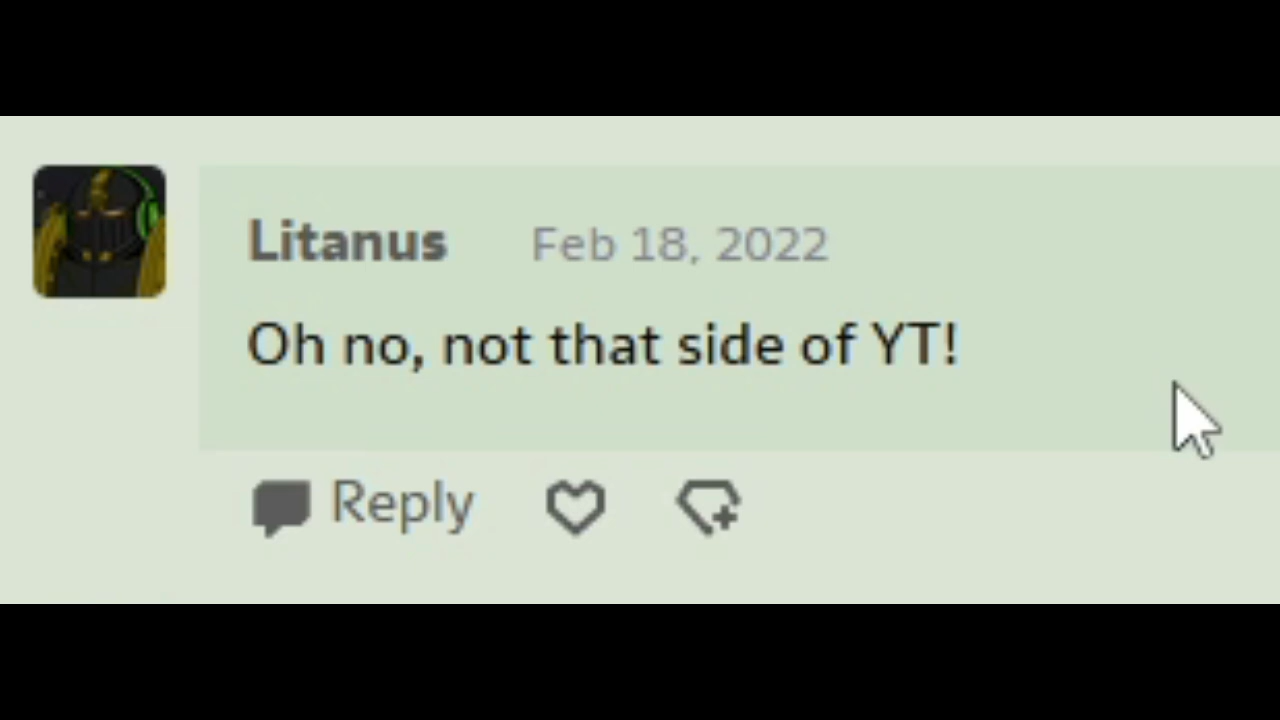 Litanus Feb 18, 2022
Oh no, not that side of YT!
Reply